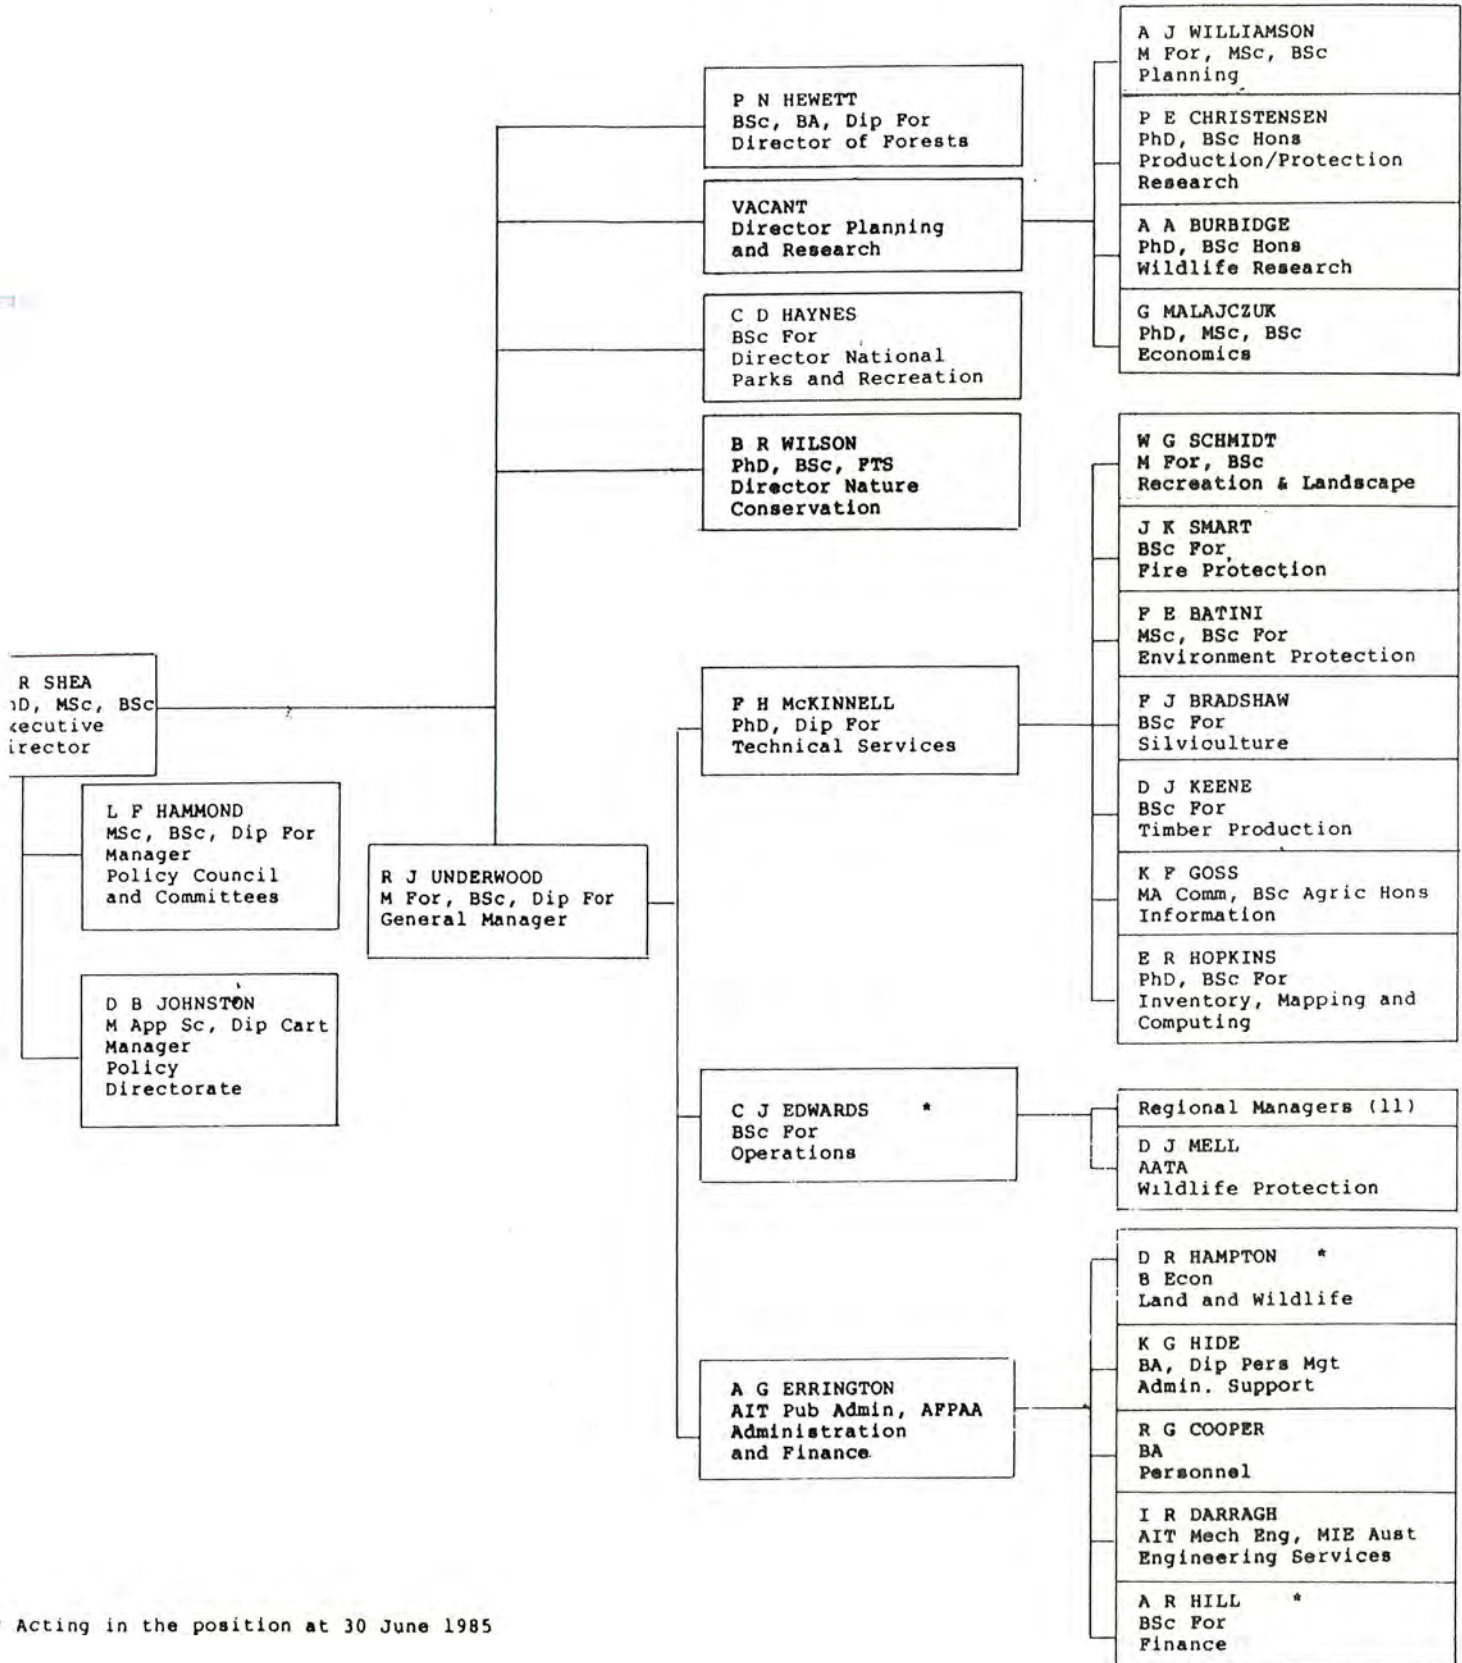 A J WILLIAMSON
M For, MSc, BSc
Planning
P N HEWETT
BSc, BA, Dip For
Director of Forests
P E CHRISTENSEN
PhD, BSc Hons
Production/Protection
Research
VACANT
Director Planning
and Research
A A BURBIDGE
PhD, BSc Hons
Wildlife Research
C D HAYNES
BSc For
Director National
Parks and Recreation
G MALAJCZUK
PhD, MSc, BSc
Economics
B R WILSON
PhD, BSc, FTS
Director Nature
Conservation
W G SCHMIDT
M For, BSc
Recreation & Landscape
J K SMART
BSc For,
Fire Protection
F E BATINI
MSc, BSc For
Environment Protection
R SHEA
hD, MSc, BSc
xecutive
irector
F H McKINNELL
PhD, Dip For
Technical Services
F J BRADSHAW
BSc For
Silvioulture
L F HAMMOND
MSc, BSc, Dip For
Manager
Policy Council
and Committees
D J KEENE
BSc For
Timber Production
R J UNDERWOOD
M For, BSc, Dip For
General Manager
K F GOSS
MA Comm, BSc Agric Hons
Information
E R HOPKINS
PhD, BSc For
Inventory, Mapping and
Computing
D B JOHNSTON
M App Sc, Dip Cart
Manager
Policy
Directorate
C J EDWARDS *
BSc For
Operations
Regional Managers (11)
D J MELL
AATA
Wildlife Protection
D R HAMPTON *
B Econ
Land and Wildlife
K G HIDE
BA, Dip Pers Mgt
Admin. Support
A G ERRINGTON
AIT Pub Admin, AFPAA
Administration
and Finance
R G COOPER
BA
Personnel
I R DARRAGH
AIT Mech Eng, MIE Aust
Engineering Services
A R HILL *
BSc For
Finance
Acting in the position at 30 June 1985